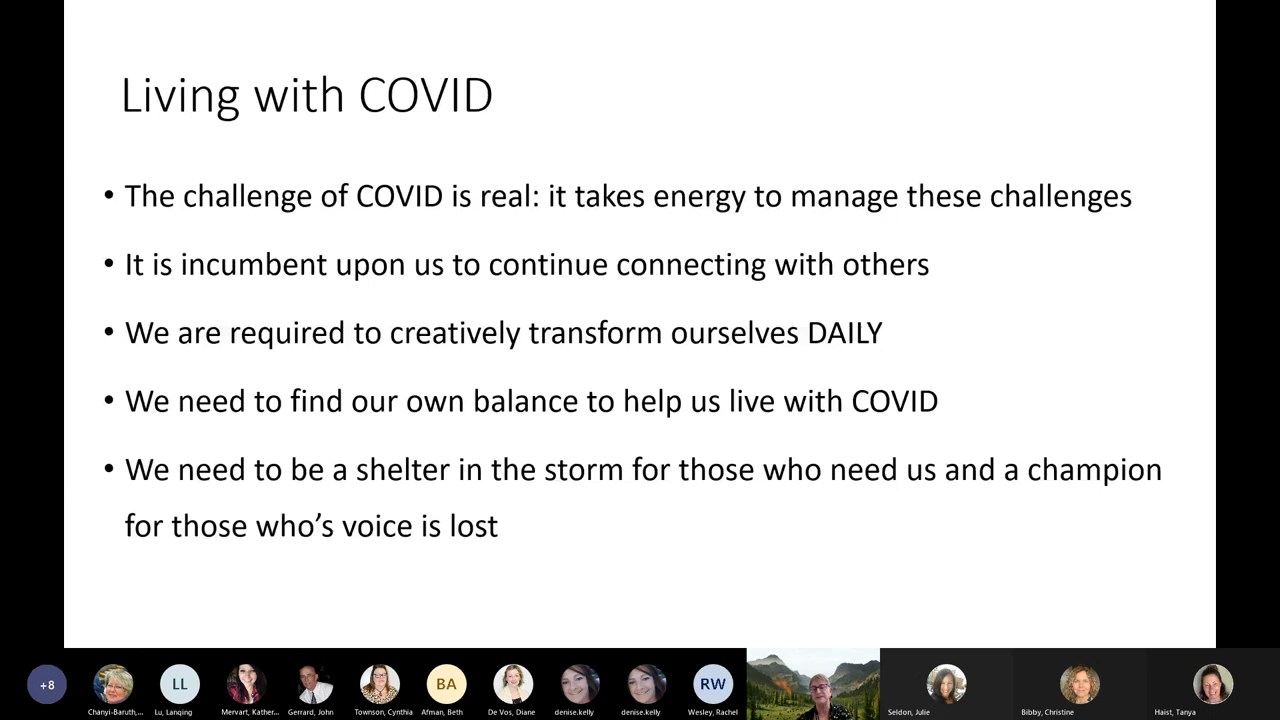 Living with COVID
• The challenge of COVID is real: it takes energy to manage these challenges
• It is incumbent upon us to continue connecting with others
• We are required to creatively transform ourselves DAILY
• We need to find our own balance to help us live with COVID
• We need to be a shelter in the storm for those who need us and a champion
for those who’s voice is lost
+8
LL
BA
RW
Chanyi-Baruth,...
Lu, Lanqing
Mervart, Kather...
Gerrard, John
Townson, Cynthia
Afman, Beth
De Vos, Diane
denise.kelly
denise.kelly
Wesley, Rachel
Seldon, Julie
Bibby, Christine
Haist, Tanya